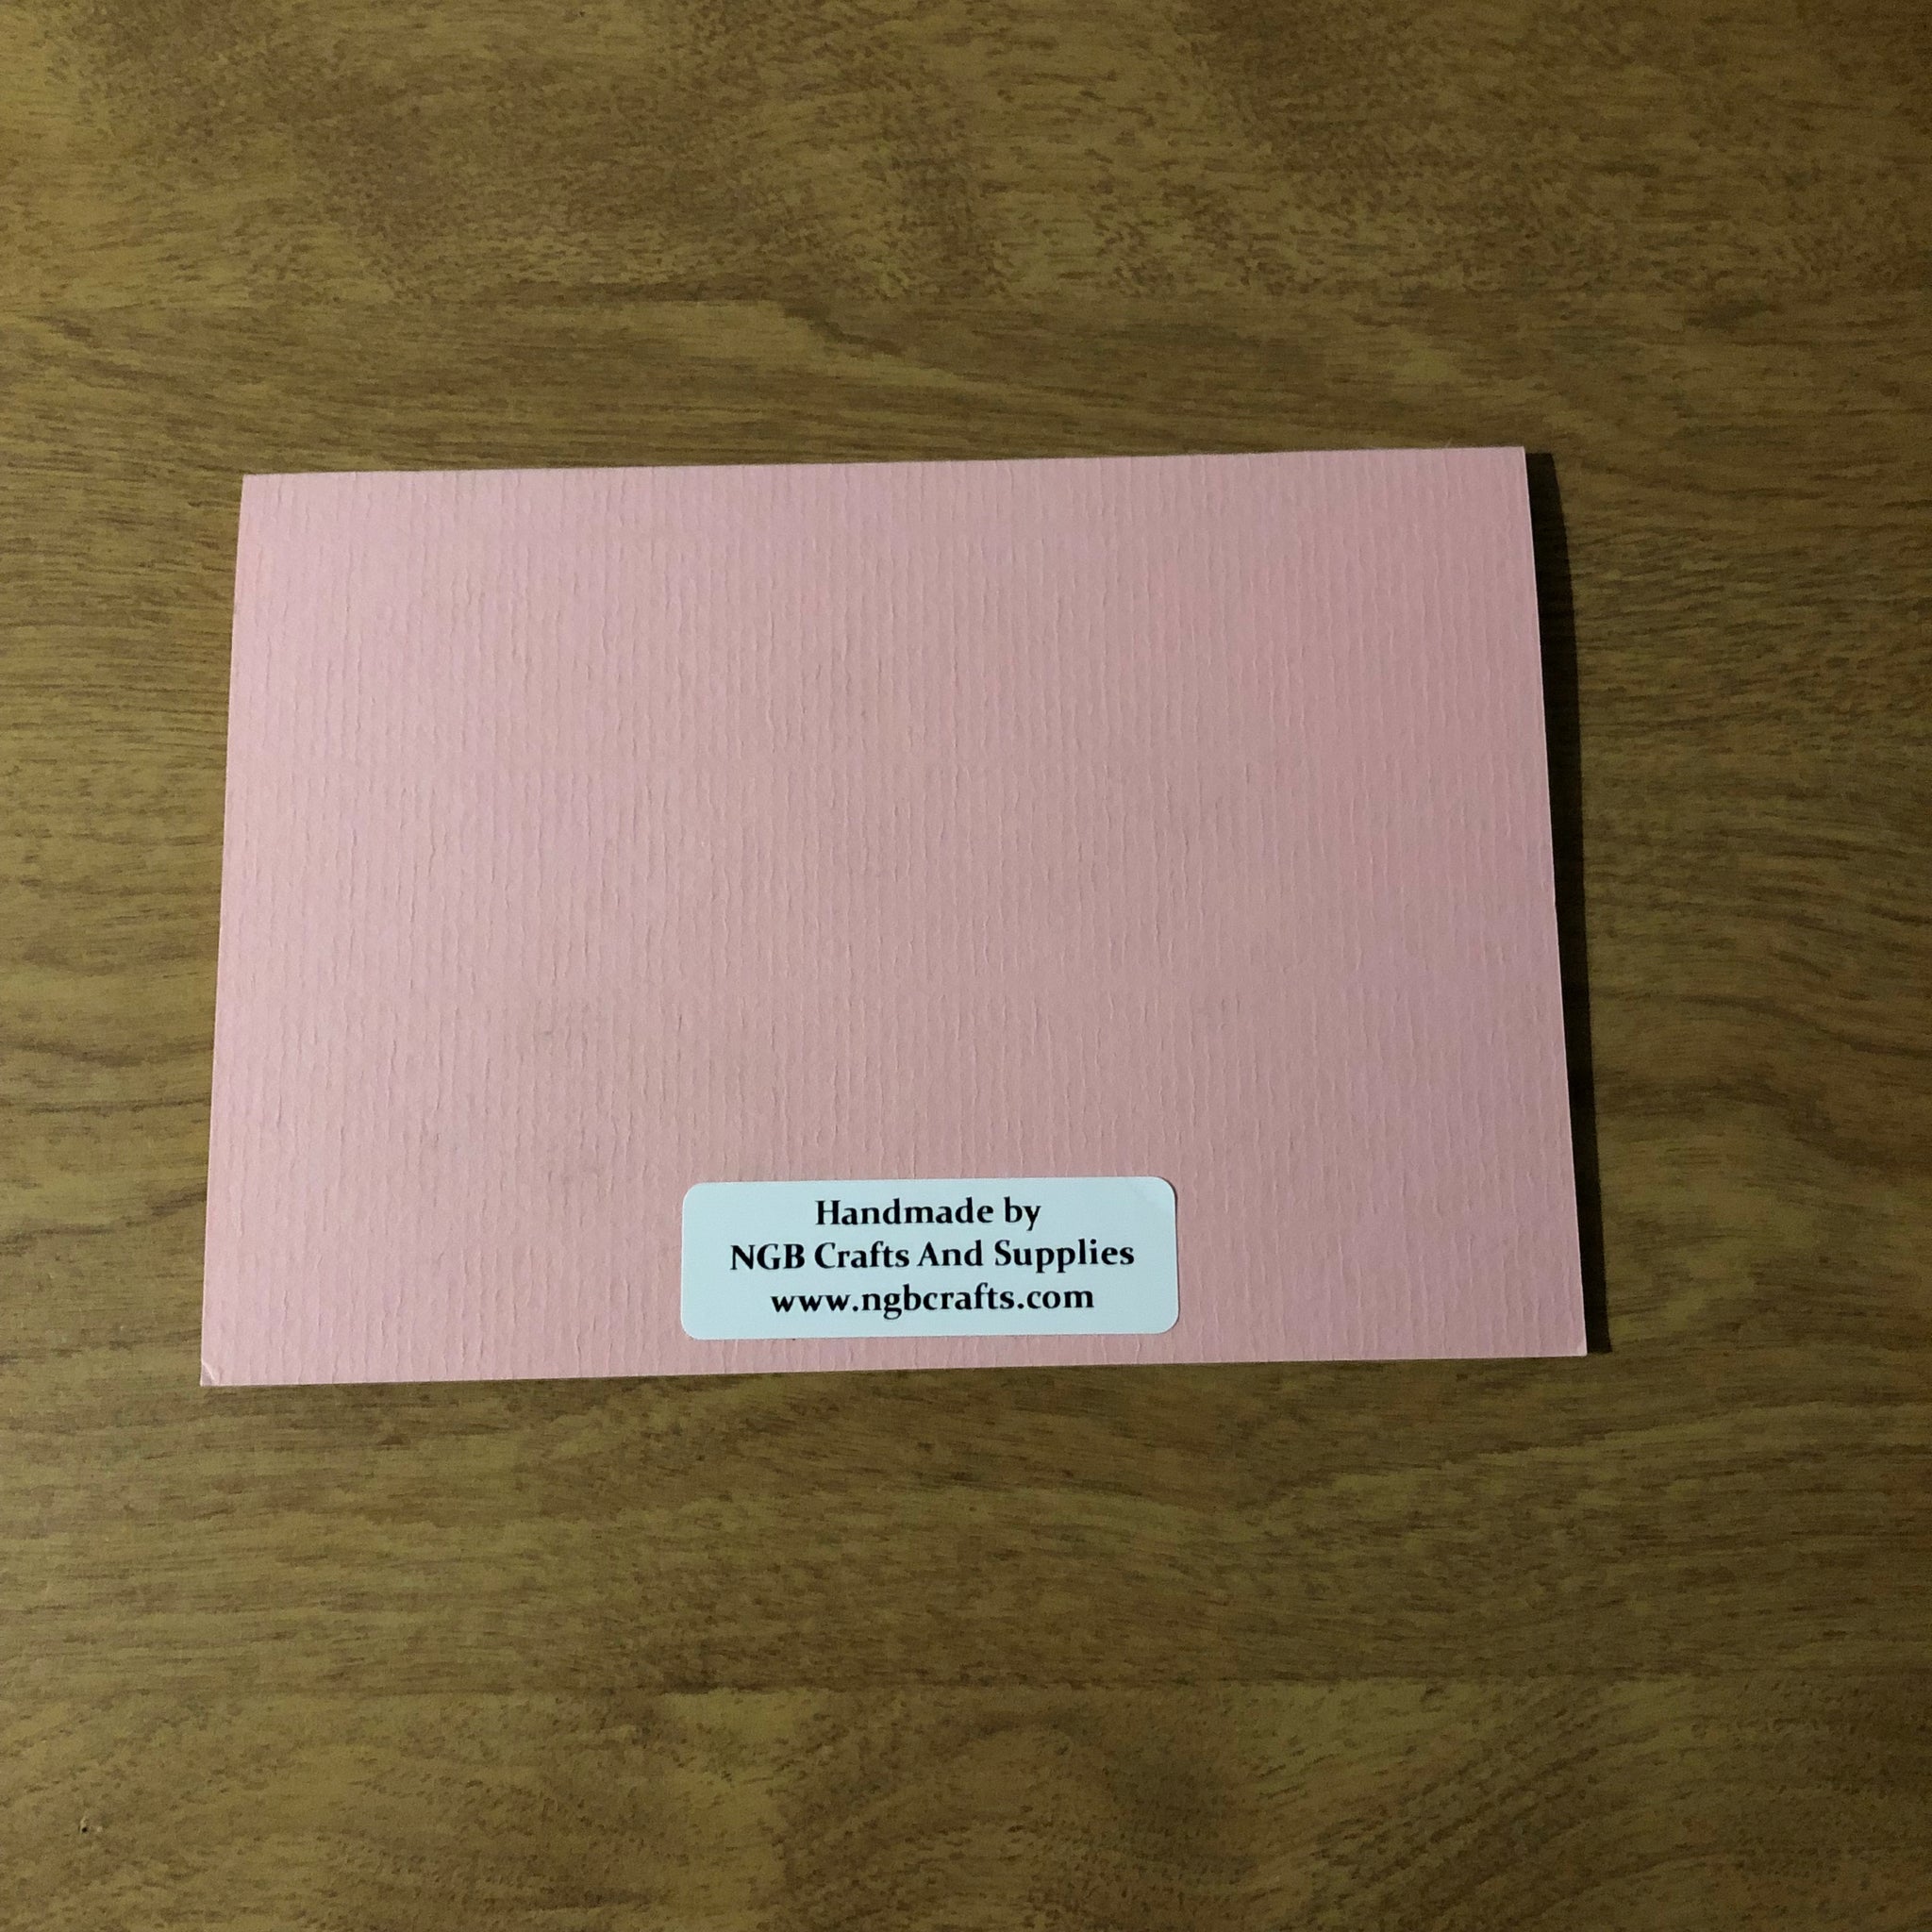 Handmade by
NGB Crafts And Supplies
www.ngbcrafts.com